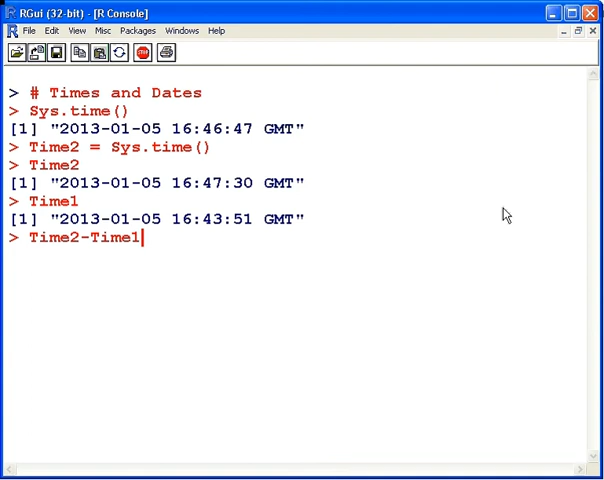 RGui (32-bit) - [R Console]
File Edit View Misc Packages Windows Help
STOP
> # Times and Dates
> Sys.time()
[1] "2013-01-05 16:46:47 GMT"
> Time2 = Sys.time()
> Time2
[1] "2013-01-05 16:47:30 GMT"
> Time1
[1] "2013-01-05 16:43:51 GMT"
> Time2-Time1